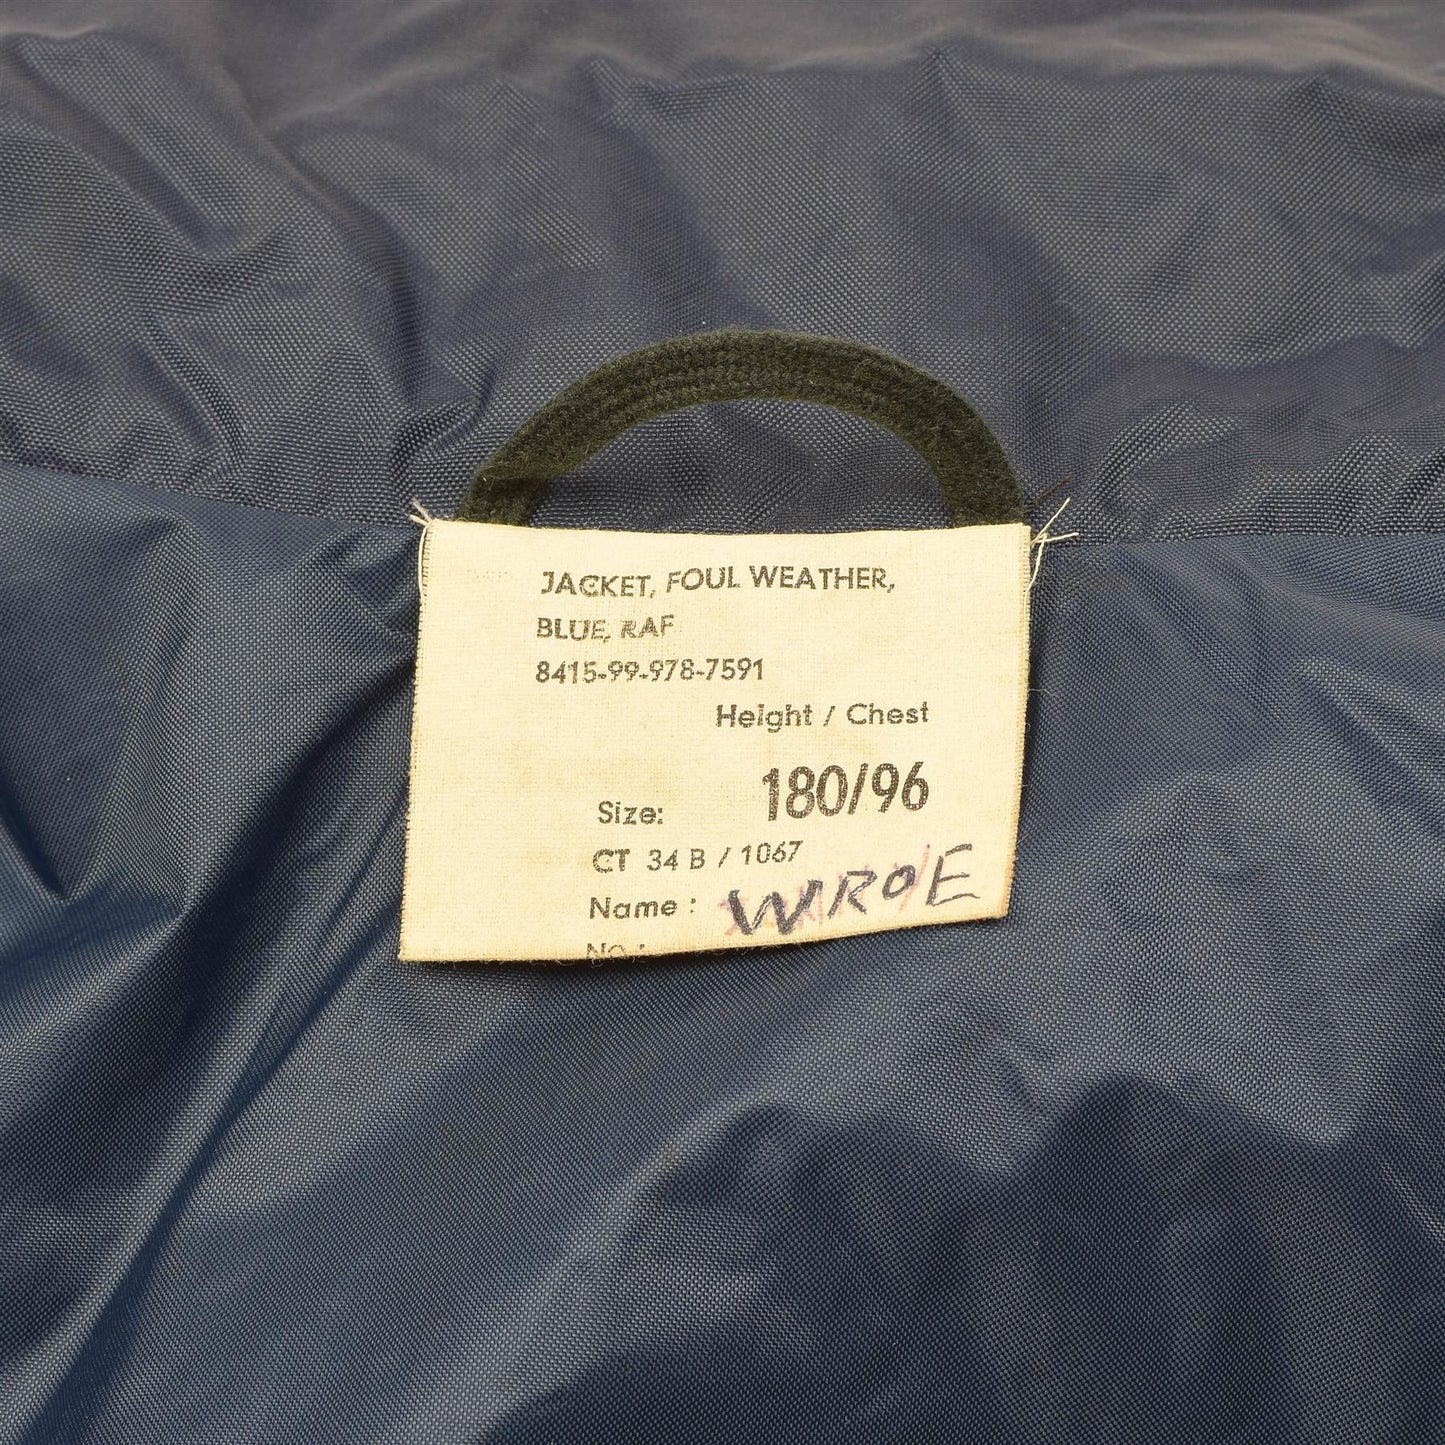 JACKET, FOUL WEATHER,
BLUE, RAF
8415-99-978-7591
Height / Chest
Size: 180/96
CT 34 B / 1067
Name : WROE
No :